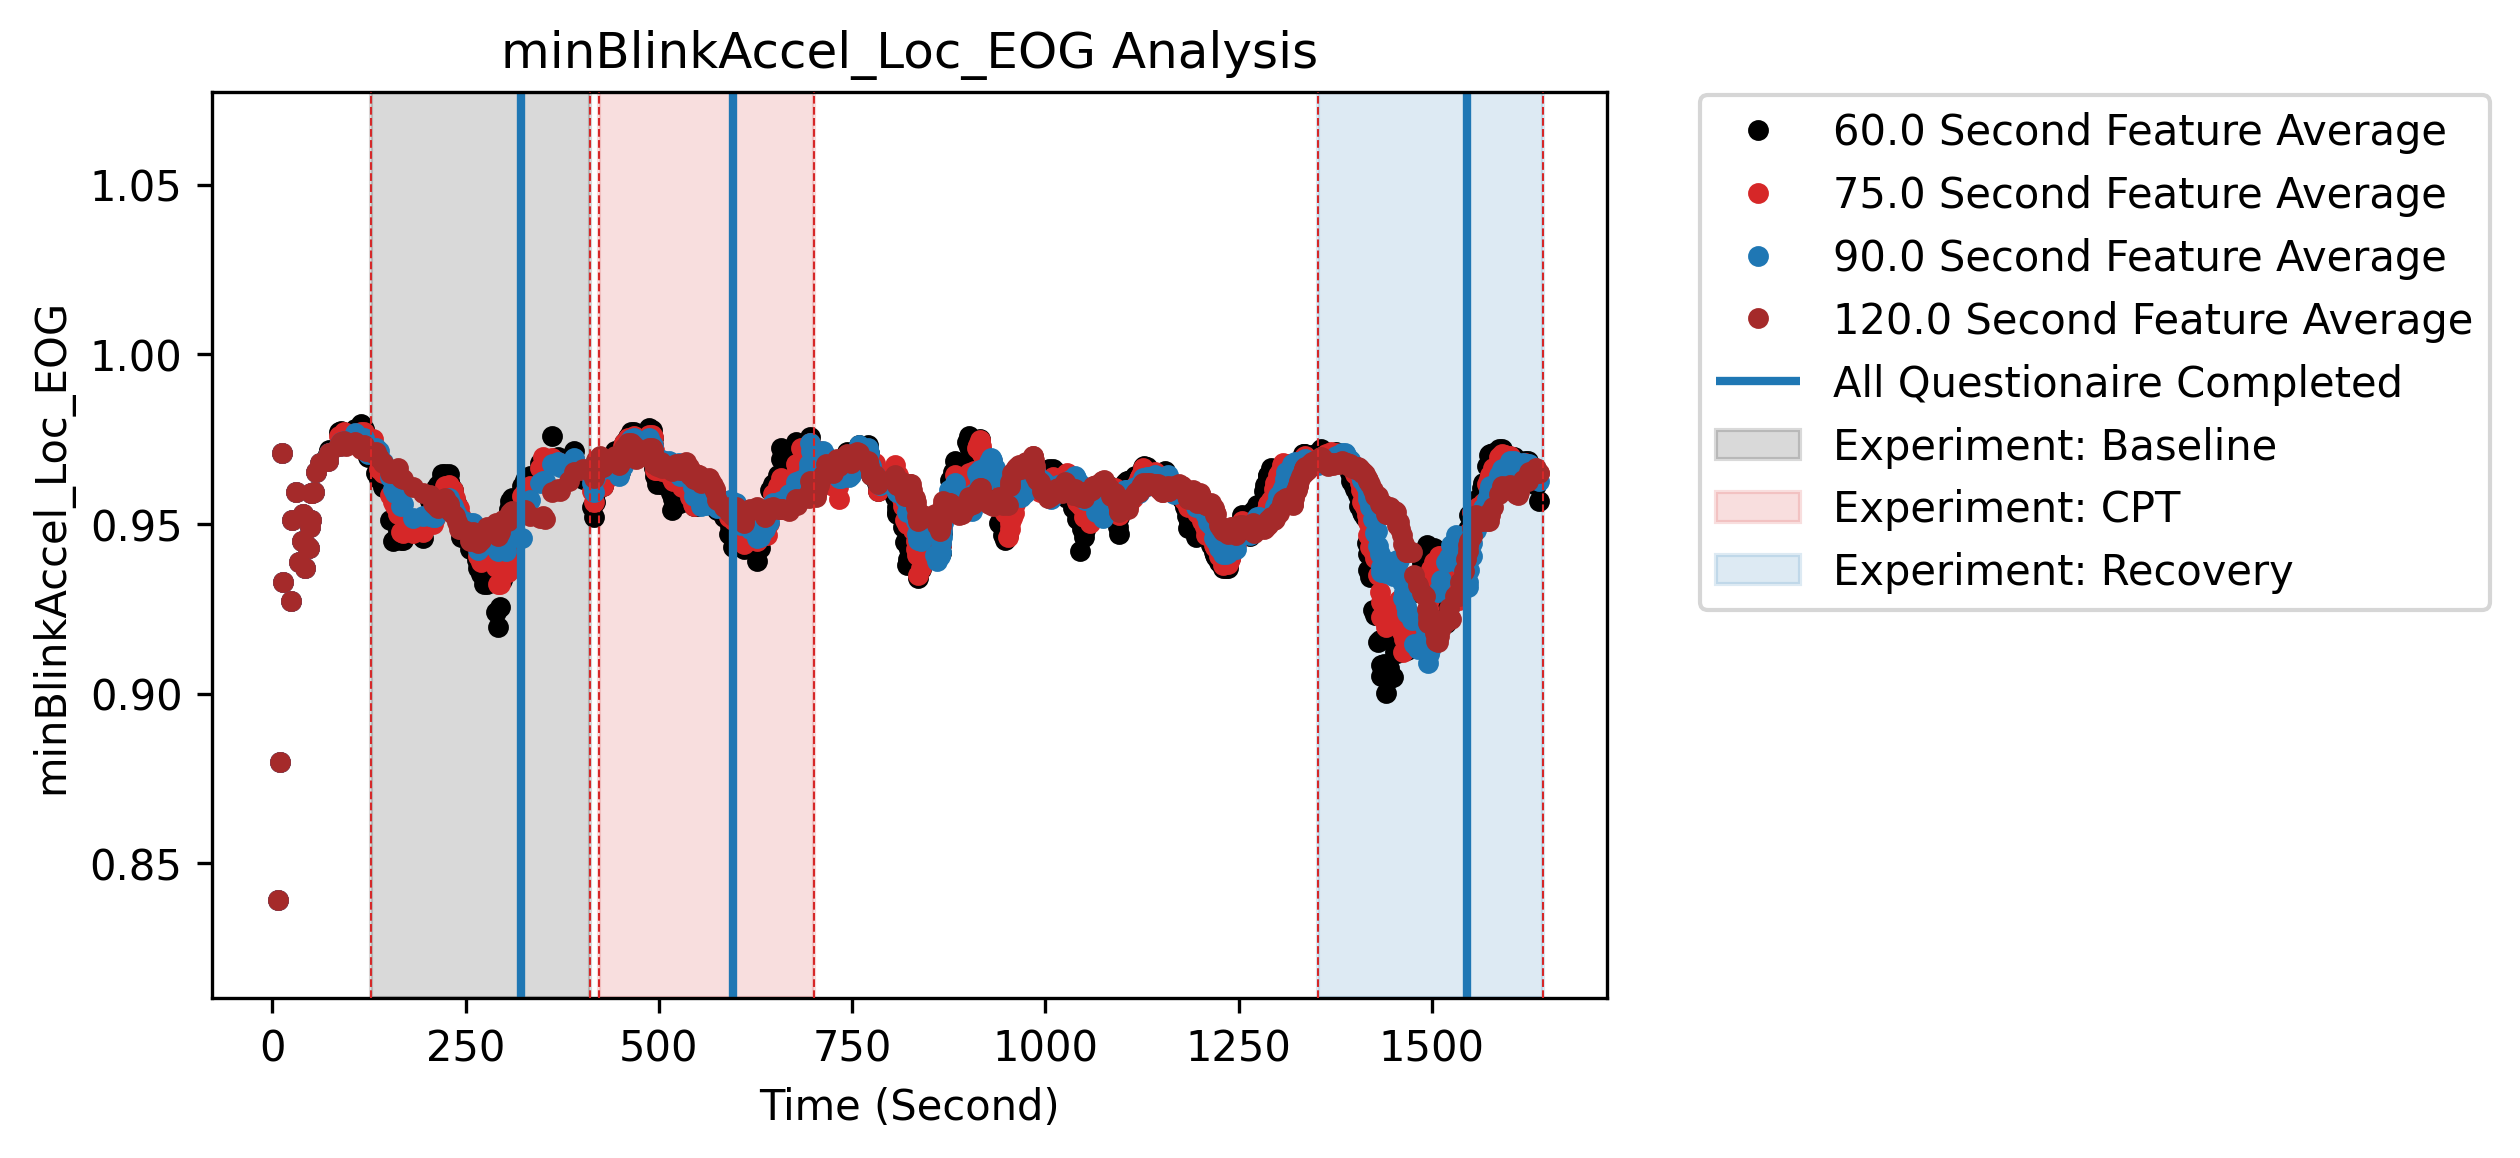 minBlinkAccel_Loc_EOG Analysis
minBlinkAccel_Loc_EOG
1.05
1.00
0.95
0.90
0.85
0
250
500
750
1000
1250
1500
Time (Second)
60.0 Second Feature Average
75.0 Second Feature Average
90.0 Second Feature Average
120.0 Second Feature Average
All Questionaire Completed
Experiment: Baseline
Experiment: CPT
Experiment: Recovery